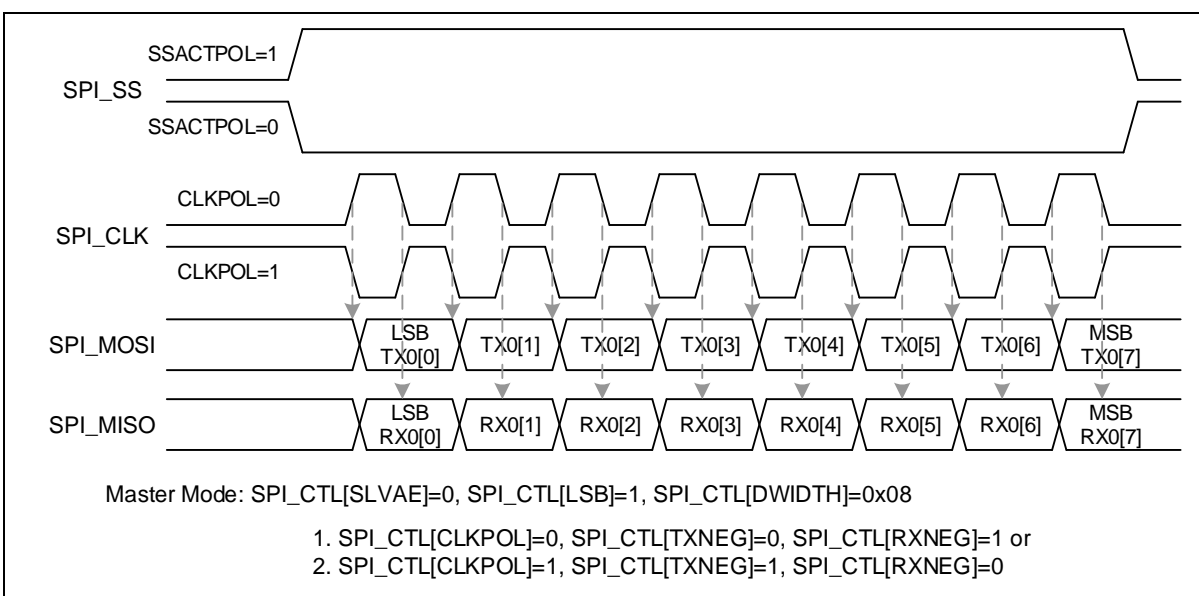 SSACTPOL=1
SPI_SS
SSACTPOL=0
CLKPOL=0
SPI_CLK
CLKPOL=1
SPI_MOSI
LSB
TX0[0]
TX0[1]
TX0[2]
TX0[3]
TX0[4]
TX0[5]
TX0[6]
MSB
TX0[7]
SPI_MISO
LSB
RX0[0]
RX0[1]
RX0[2]
RX0[3]
RX0[4]
RX0[5]
RX0[6]
MSB
RX0[7]
Master Mode: SPI_CTL[SLVAE]=0, SPI_CTL[LSB]=1, SPI_CTL[DWIDTH]=0x08
1. SPI_CTL[CLKPOL]=0, SPI_CTL[TXNEG]=0, SPI_CTL[RXNEG]=1 or
2. SPI_CTL[CLKPOL]=1, SPI_CTL[TXNEG]=1, SPI_CTL[RXNEG]=0